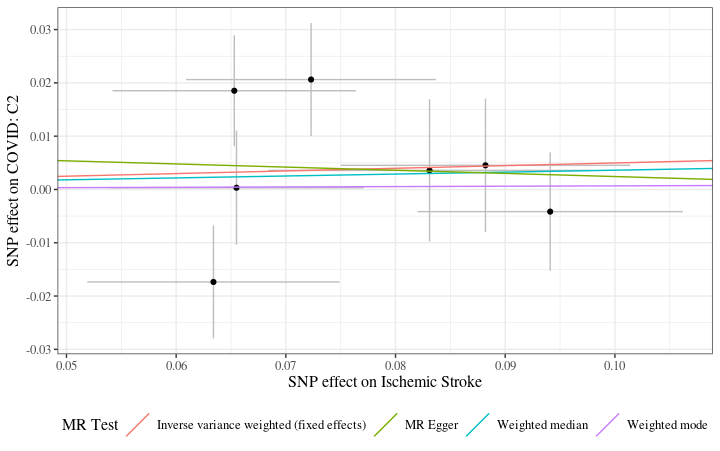 0.03
0.02
0.01
0.00
-0.01
-0.02
-0.03
SNP effect on COVID: C2
0.05 0.06 0.07 0.08 0.09 0.10
SNP effect on Ischemic Stroke
MR Test Inverse variance weighted (fixed effects) MR Egger Weighted median Weighted mode